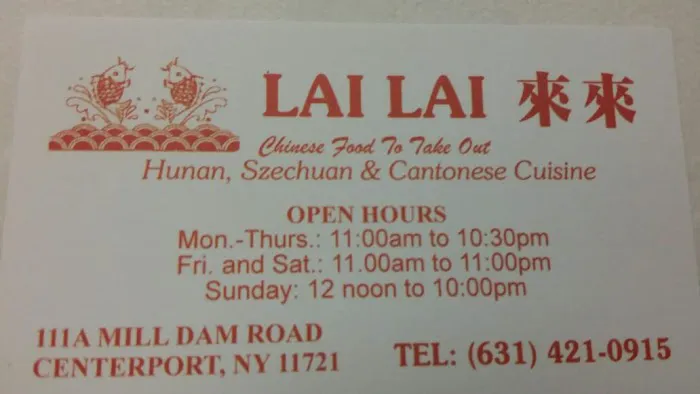 LAI LAI 來來
Chinese Food To Take Out
Hunan, Szechuan & Cantonese Cuisine
OPEN HOURS
Mon.-Thurs.: 11:00am to 10:30pm
Fri. and Sat.: 11.00am to 11:00pm
Sunday: 12 noon to 10:00pm
111A MILL DAM ROAD
CENTERPORT, NY 11721
TEL: (631) 421-0915